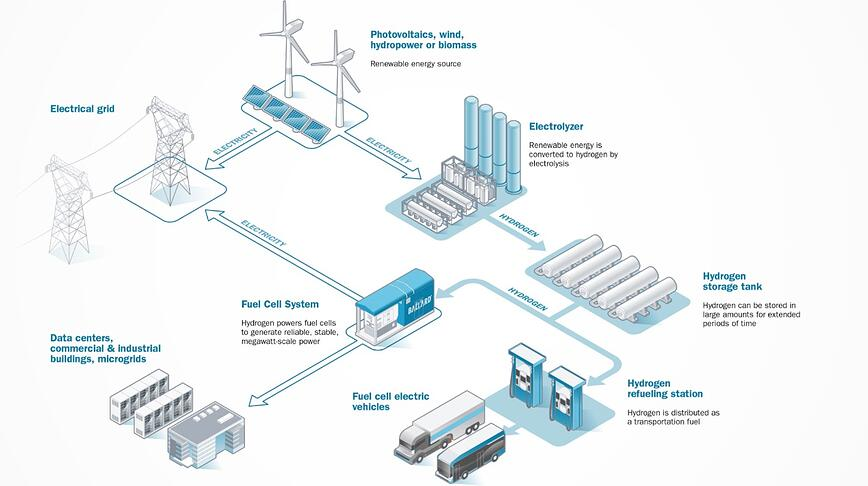 Photovoltaics, wind,
hydropower or biomass
Renewable energy source
Electrical grid
ELECTRICITY
ELECTRICITY
Electrolyzer
Renewable energy is
converted to hydrogen by
electrolysis
HYDROGEN
ELECTRICITY
Hydrogen
storage tank
Hydrogen can be stored in
large amounts for extended
periods of time
HYDROGEN
BALLARD
Fuel Cell System
Hydrogen powers fuel cells
to generate reliable, stable,
megawatt-scale power
Data centers,
commercial & industrial
buildings, microgrids
Fuel cell electric
vehicles
Hydrogen
refueling station
Hydrogen is distributed as
a transportation fuel